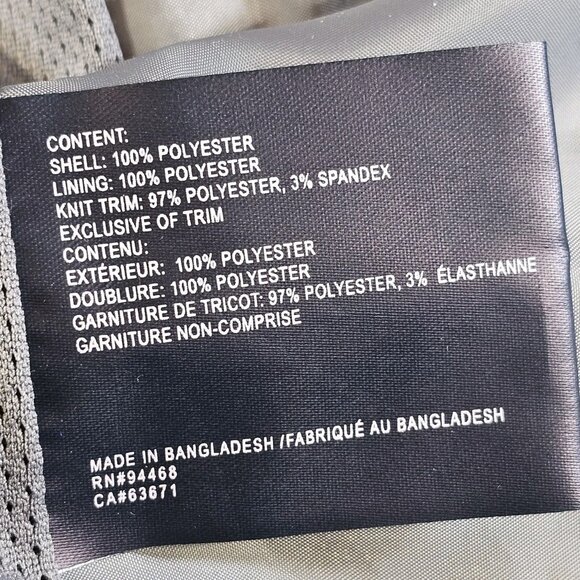 CONTENT:
SHELL: 100% POLYESTER
LINING: 100% POLYESTER
KNIT TRIM: 97% POLYESTER, 3% SPANDEX
EXCLUSIVE OF TRIM
CONTENU:
EXTÉRIEUR: 100% POLYESTER
DOUBLURE: 100% POLYESTER
GARNITURE DE TRICOT: 97% POLYESTER, 3% ÉLASTHANNE
GARNITURE NON-COMPRISE
MADE IN BANGLADESH /FABRIQUÉ AU BANGLADESH
RN#94468
CA#63671